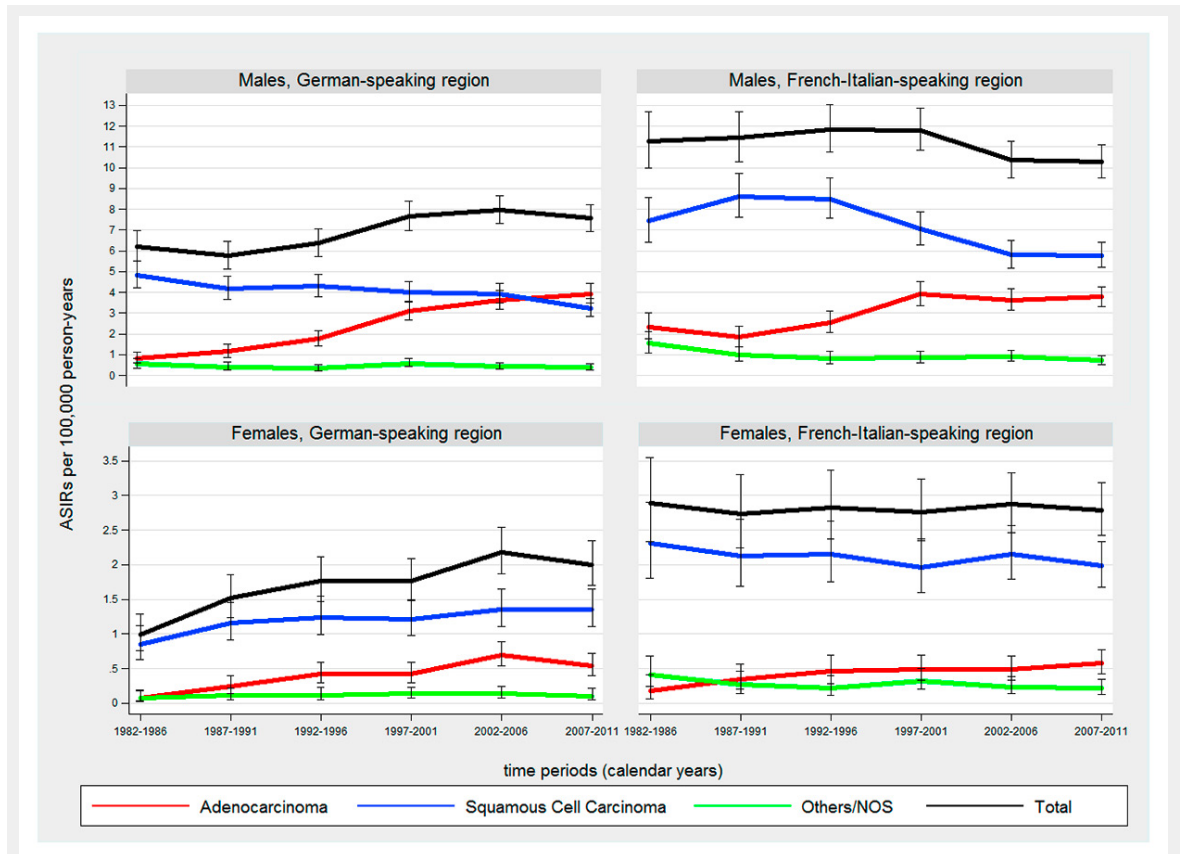 Males, German-speaking region
Males, French-Italian-speaking region
13
12
11
10
9
8
7
6
5
4
3
2
1
0
ASIRs per 100,000 person-years
Females, German-speaking region
Females, French-Italian-speaking region
3.5
3
2.5
2
1.5
1
.5
0
1982-1986 1987-1991 1992-1996 1997-2001 2002-2006 2007-2011 1982-1986 1987-1991 1992-1996 1997-2001 2002-2006 2007-2011
time periods (calendar years)
Adenocarcinoma Squamous Cell Carcinoma Others/NOS Total